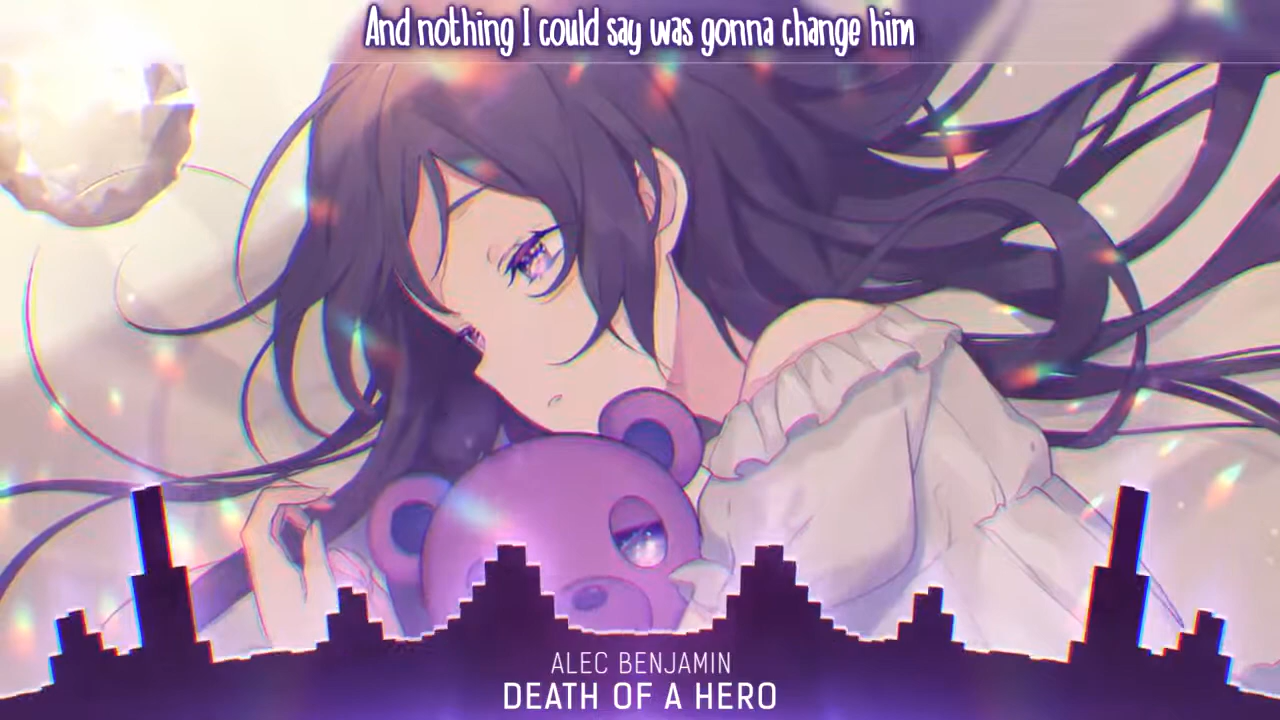 And nothing I could say was gonna change him
ALEC BENJAMIN
DEATH OF A HERO